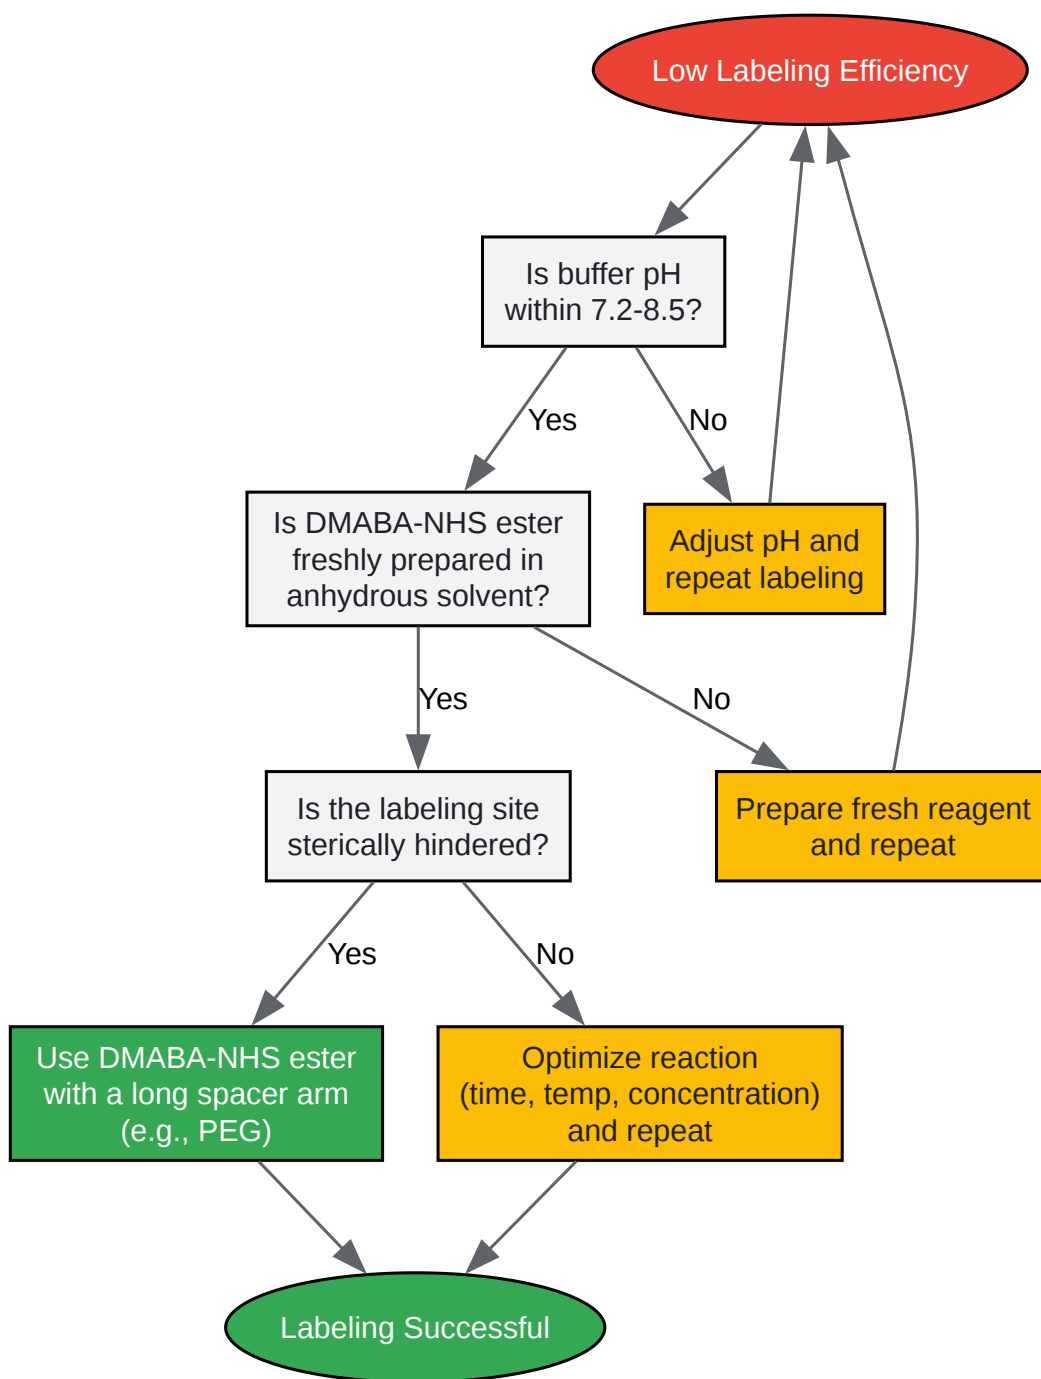 Low Labeling Efficiency
Is buffer pH
within 7.2-8.5?
Yes
No
Is DMABA-NHS ester
freshly prepared in
anhydrous solvent?
Adjust pH and
repeat labeling
Yes
No
Is the labeling site
sterically hindered?
Prepare fresh reagent
and repeat
Yes
No
Use DMABA-NHS ester
with a long spacer arm
(e.g., PEG)
Optimize reaction
(time, temp, concentration)
and repeat
Labeling Successful